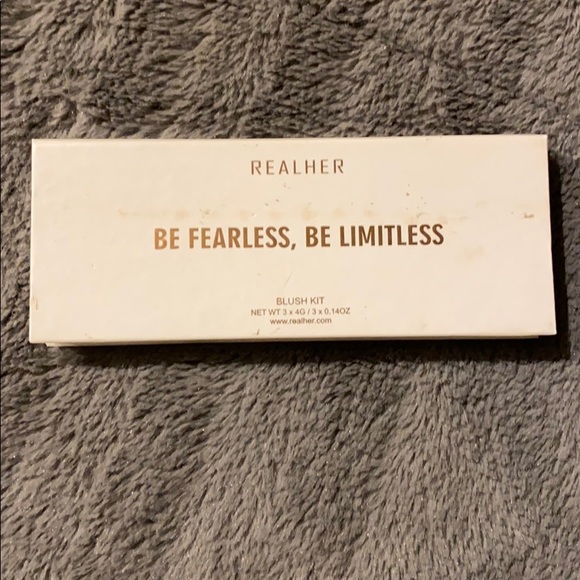 REALHER
BE FEARLESS, BE LIMITLESS
BLUSH KIT
NET WT 3 x 4G / 3 x 0.14OZ
www.realher.com